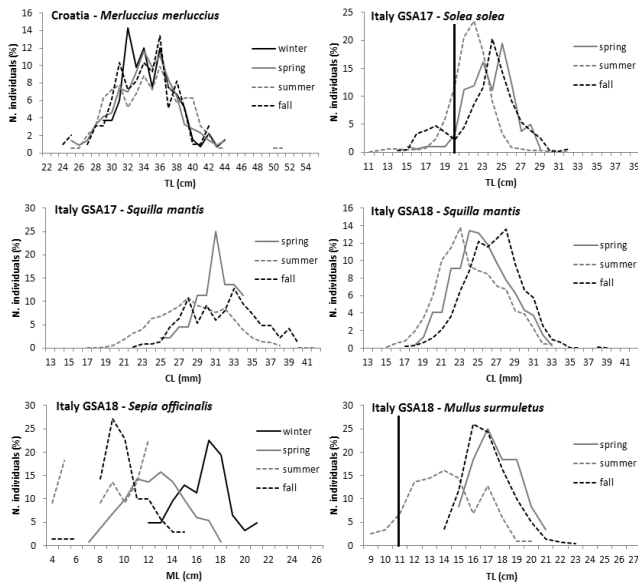 Croatia - Merluccius merluccius
N. individuals (%)
16
14
12
10
8
6
4
2
0
winter
spring
summer
fall
22 24 26 28 30 32 34 36 38 40 42 44 46 48 50 52 54
TL (cm)
Italy GSA17 - Solea solea
N. individuals (%)
25
20
15
10
5
0
spring
summer
fall
11 13 15 17 19 21 23 25 27 29 31 33 35 37 39
TL (cm)
Italy GSA17 - Squilla mantis
N. individuals (%)
30
25
20
15
10
5
0
spring
summer
fall
13 15 17 19 21 23 25 27 29 31 33 35 37 39 41
CL (mm)
Italy GSA18 - Squilla mantis
N. individuals (%)
16
14
12
10
8
6
4
2
0
spring
summer
fall
13 15 17 19 21 23 25 27 29 31 33 35 37 39 41
CL (mm)
Italy GSA18 - Sepia officinalis
N. individuals (%)
30
25
20
15
10
5
0
winter
spring
summer
fall
4 6 8 10 12 14 16 18 20 22 24 26
ML (cm)
Italy GSA18 - Mullus surmuletus
N. individuals (%)
30
25
20
15
10
5
0
spring
summer
fall
9 10 11 12 13 14 15 16 17 18 19 20 21 22 23 24 25 26 27
TL (cm)